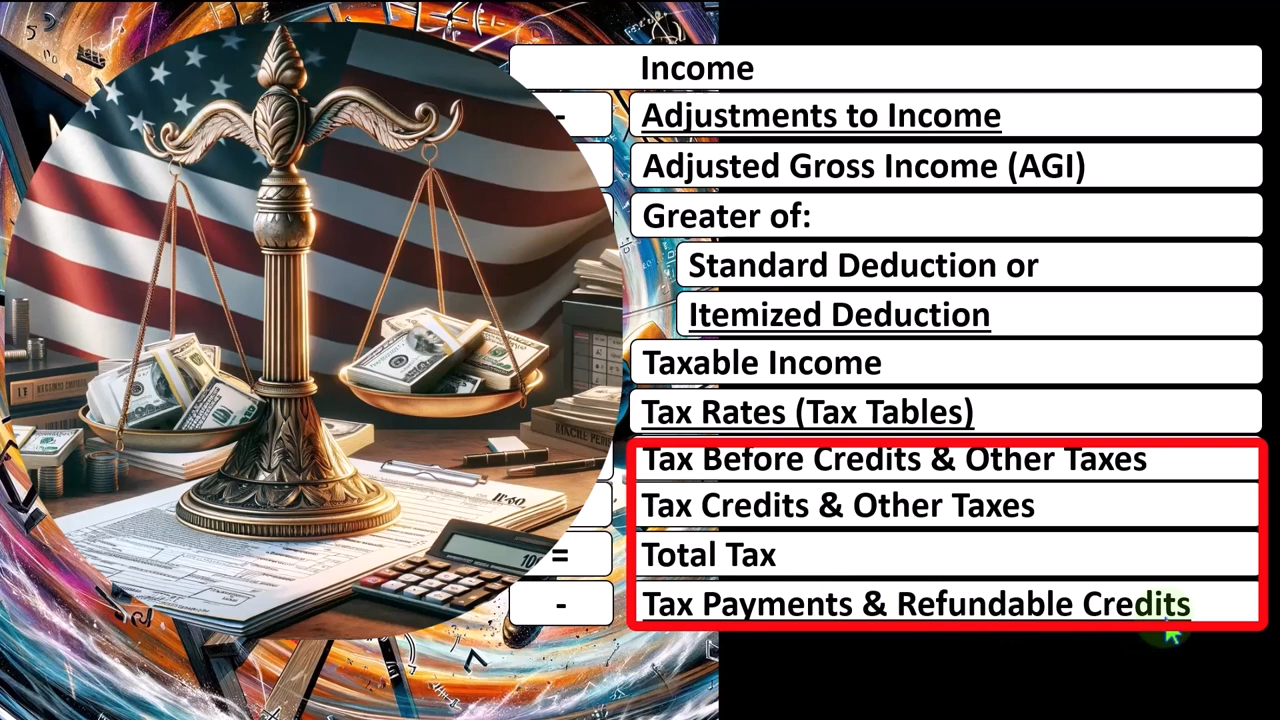 Income
- Adjustments to Income
Adjusted Gross Income (AGI)
Greater of:
Standard Deduction or
Itemized Deduction
Taxable Income
Tax Rates (Tax Tables)
Tax Before Credits & Other Taxes
Tax Credits & Other Taxes
= Total Tax
- Tax Payments & Refundable Credits